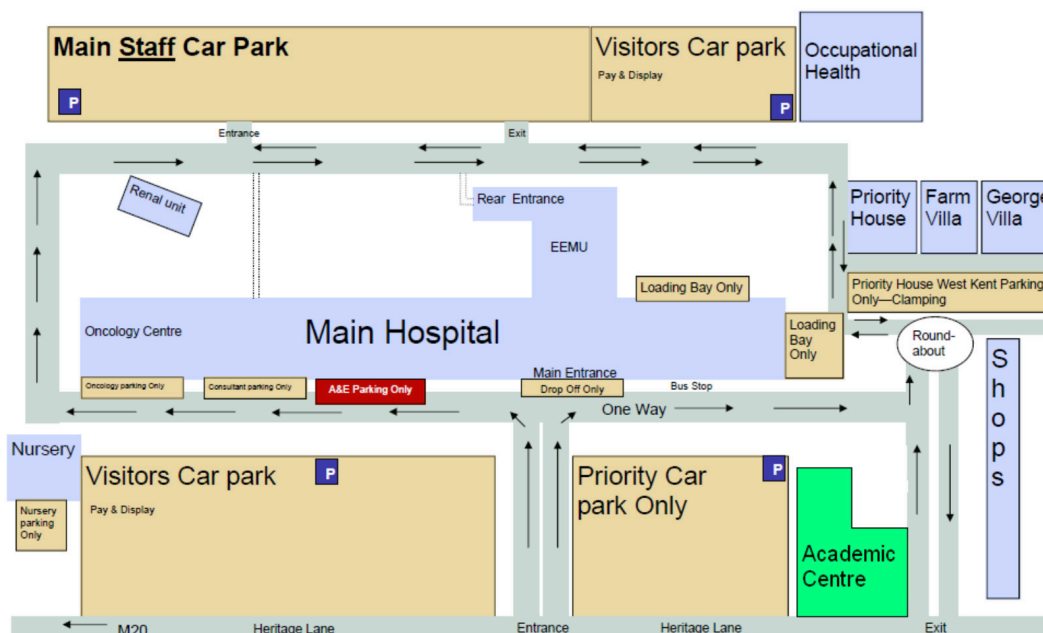 Main Staff Car Park
P
Visitors Car park
Pay & Display
P
Occupational
Health
Entrance
Exit
Renal unit
Rear Entrance
EEMU
Priority
House
Farm
Villa
George
Villa
Loading Bay Only
Priority House West Kent Parking
Only—Clamping
Oncology Centre
Main Hospital
Loading
Bay
Only
Round-
about
Main Entrance
Oncology parking Only
Consultant parking Only
A&E Parking Only
Drop Off Only
Bus Stop
One Way
Shops
Nursery
Nursery
parking
Only
Visitors Car park
P
Pay & Display
Priority Car
park Only
P
Academic
Centre
M20
Heritage Lane
Entrance
Heritage Lane
Exit